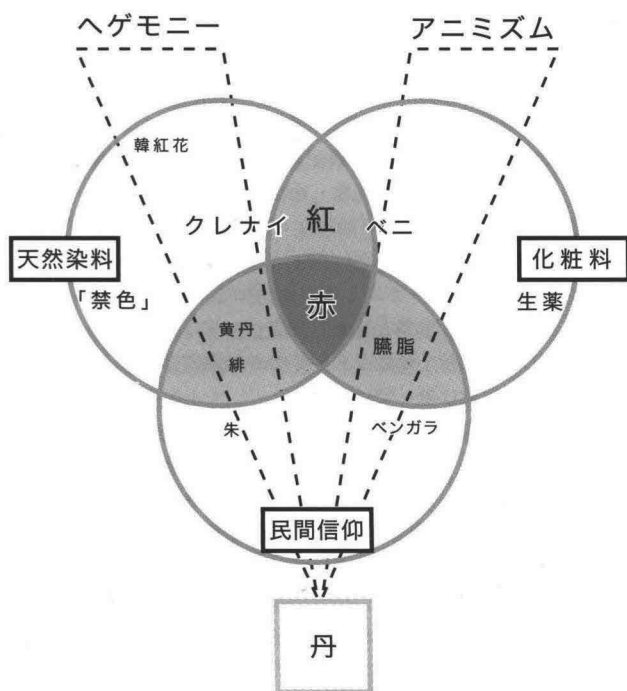 ヘゲモニー
アニミズム
韓紅花
クレナイ
紅
ベニ
天然染料
化粧料
「禁色」
生薬
赤
黄丹
緋
臙脂
朱
ベンガラ
民間信仰
丹